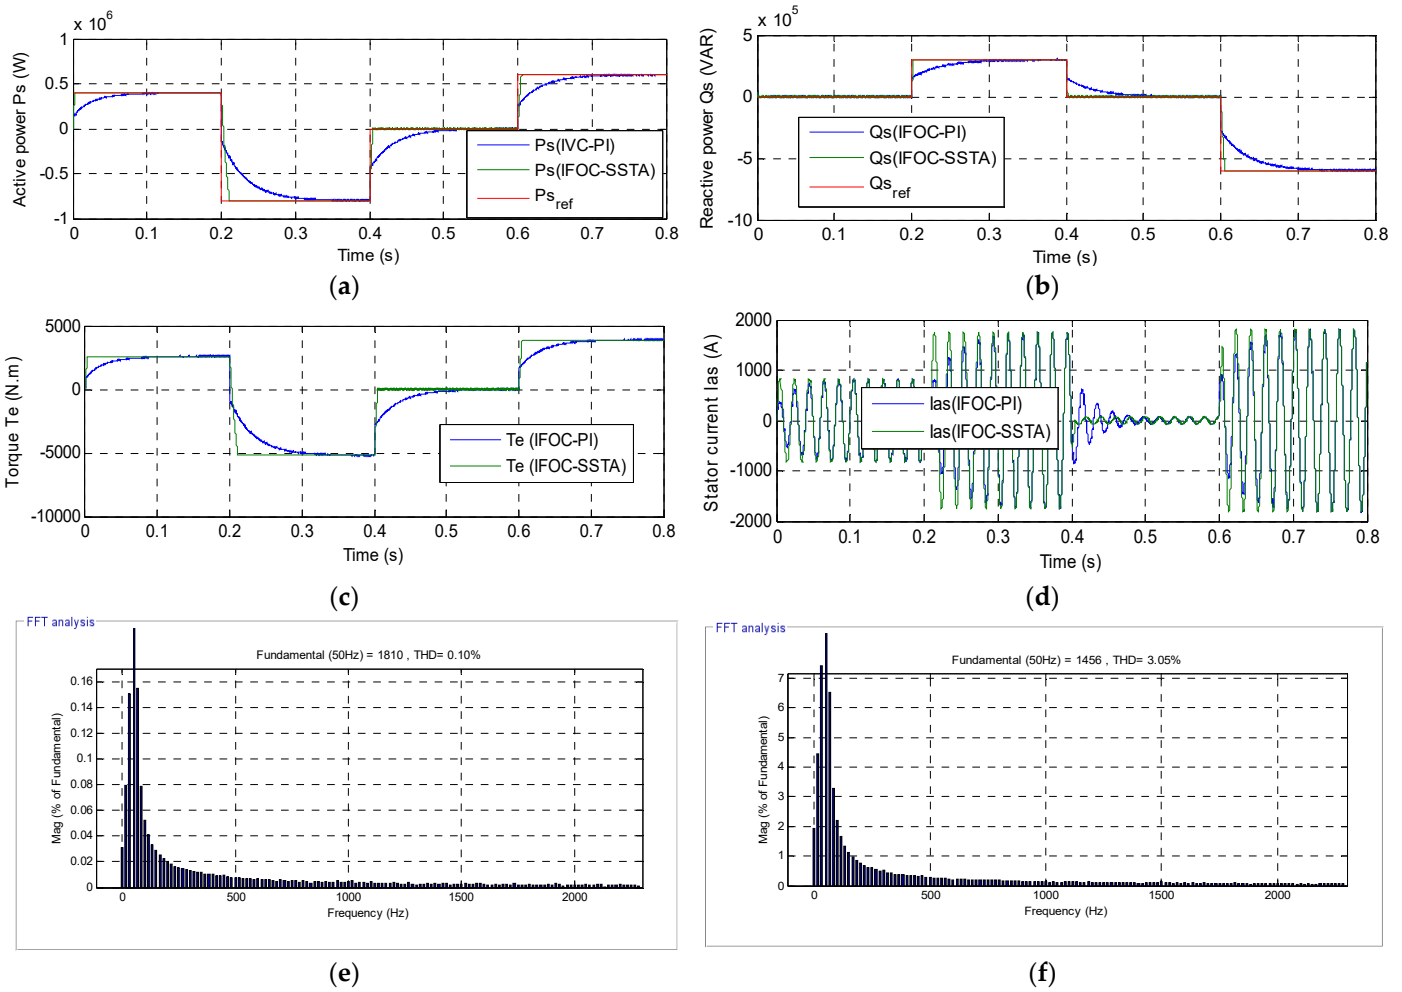 x 10^6
Active power Ps (W)
1
0.5
0
-0.5
-1
Ps(IVC-PI)
Ps(IFOC-SSTA)
Ps_ref
0 0.1 0.2 0.3 0.4 0.5 0.6 0.7 0.8
Time (s)
(a)
x 10^5
Reactive power Qs (VAR)
5
0
-5
-10
Qs(IFOC-PI)
Qs(IFOC-SSTA)
Qs_ref
0 0.1 0.2 0.3 0.4 0.5 0.6 0.7 0.8
Time (s)
(b)
Torque Te (N.m)
5000
0
-5000
-10000
Te (IFOC-PI)
Te (IFOC-SSTA)
0 0.1 0.2 0.3 0.4 0.5 0.6 0.7 0.8
Time (s)
(c)
Stator current Ias (A)
2000
1000
0
-1000
-2000
Ias(IFOC-PI)
Ias(IFOC-SSTA)
0 0.1 0.2 0.3 0.4 0.5 0.6 0.7 0.8
Time (s)
(d)
FFT analysis
Fundamental (50Hz) = 1810 , THD= 0.10%
Mag (% of Fundamental)
0.16
0.14
0.12
0.1
0.08
0.06
0.04
0.02
0
0 500 1000 1500 2000
Frequency (Hz)
(e)
FFT analysis
Fundamental (50Hz) = 1456 , THD= 3.05%
Mag (% of Fundamental)
7
6
5
4
3
2
1
0
0 500 1000 1500 2000
Frequency (Hz)
(f)